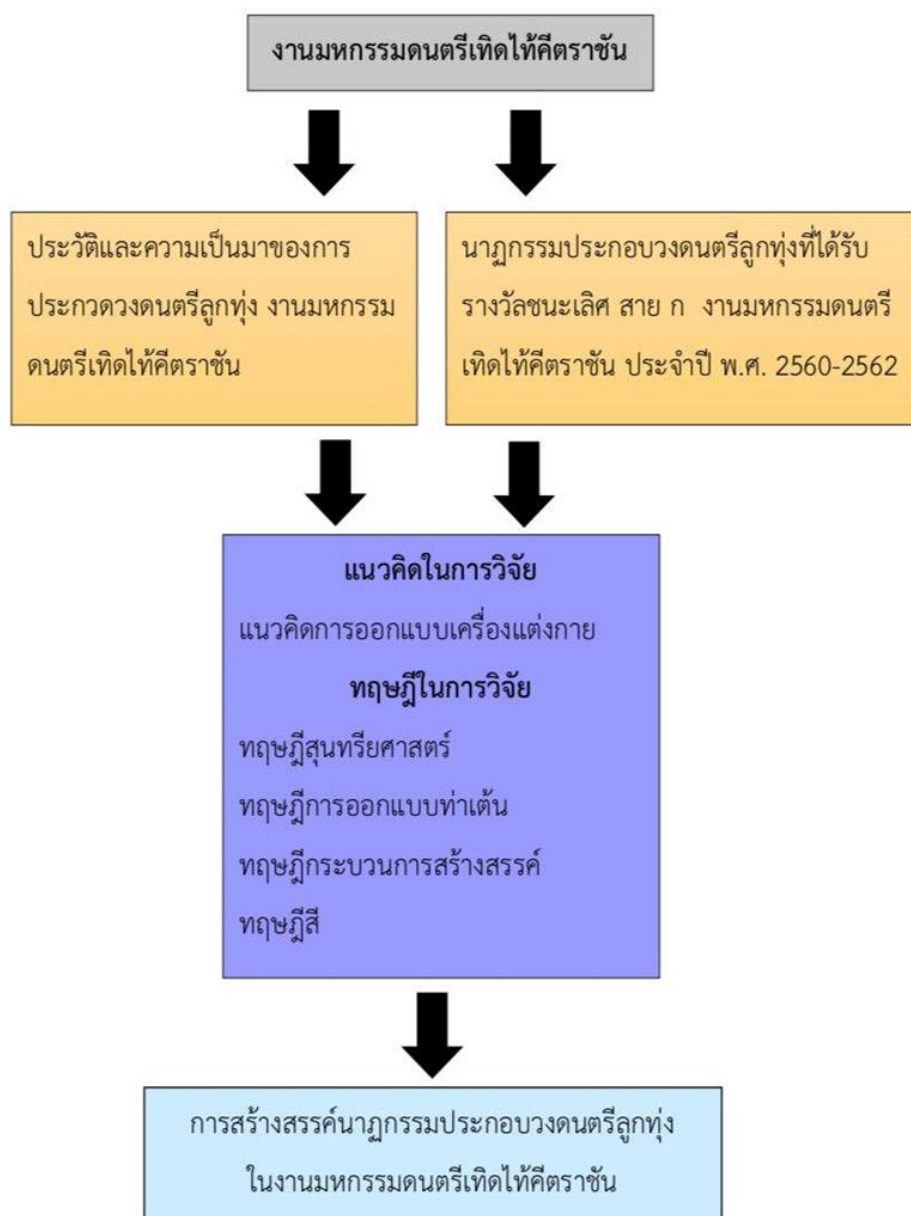 งานมหกรรมดนตรีเทิดไท้คีตราชัน
ประวัติและความเป็นมาของการ
ประกวดวงดนตรีลูกทุ่ง งานมหกรรม
ดนตรีเทิดไท้คีตราชัน
นาฏกรรมประกอบวงดนตรีลูกทุ่งที่ได้รับ
รางวัลชนะเลิศ สาย ก งานมหกรรมดนตรี
เทิดไท้คีตราชัน ประจำปี พ.ศ. 2560-2562
แนวคิดในการวิจัย
แนวคิดการออกแบบเครื่องแต่งกาย
ทฤษฎีในการวิจัย
ทฤษฎีสุนทรียศาสตร์
ทฤษฎีการออกแบบท่าเต้น
ทฤษฎีกระบวนการสร้างสรรค์
ทฤษฎีสี
การสร้างสรรค์นาฏกรรมประกอบวงดนตรีลูกทุ่ง
ในงานมหกรรมดนตรีเทิดไท้คีตราชัน